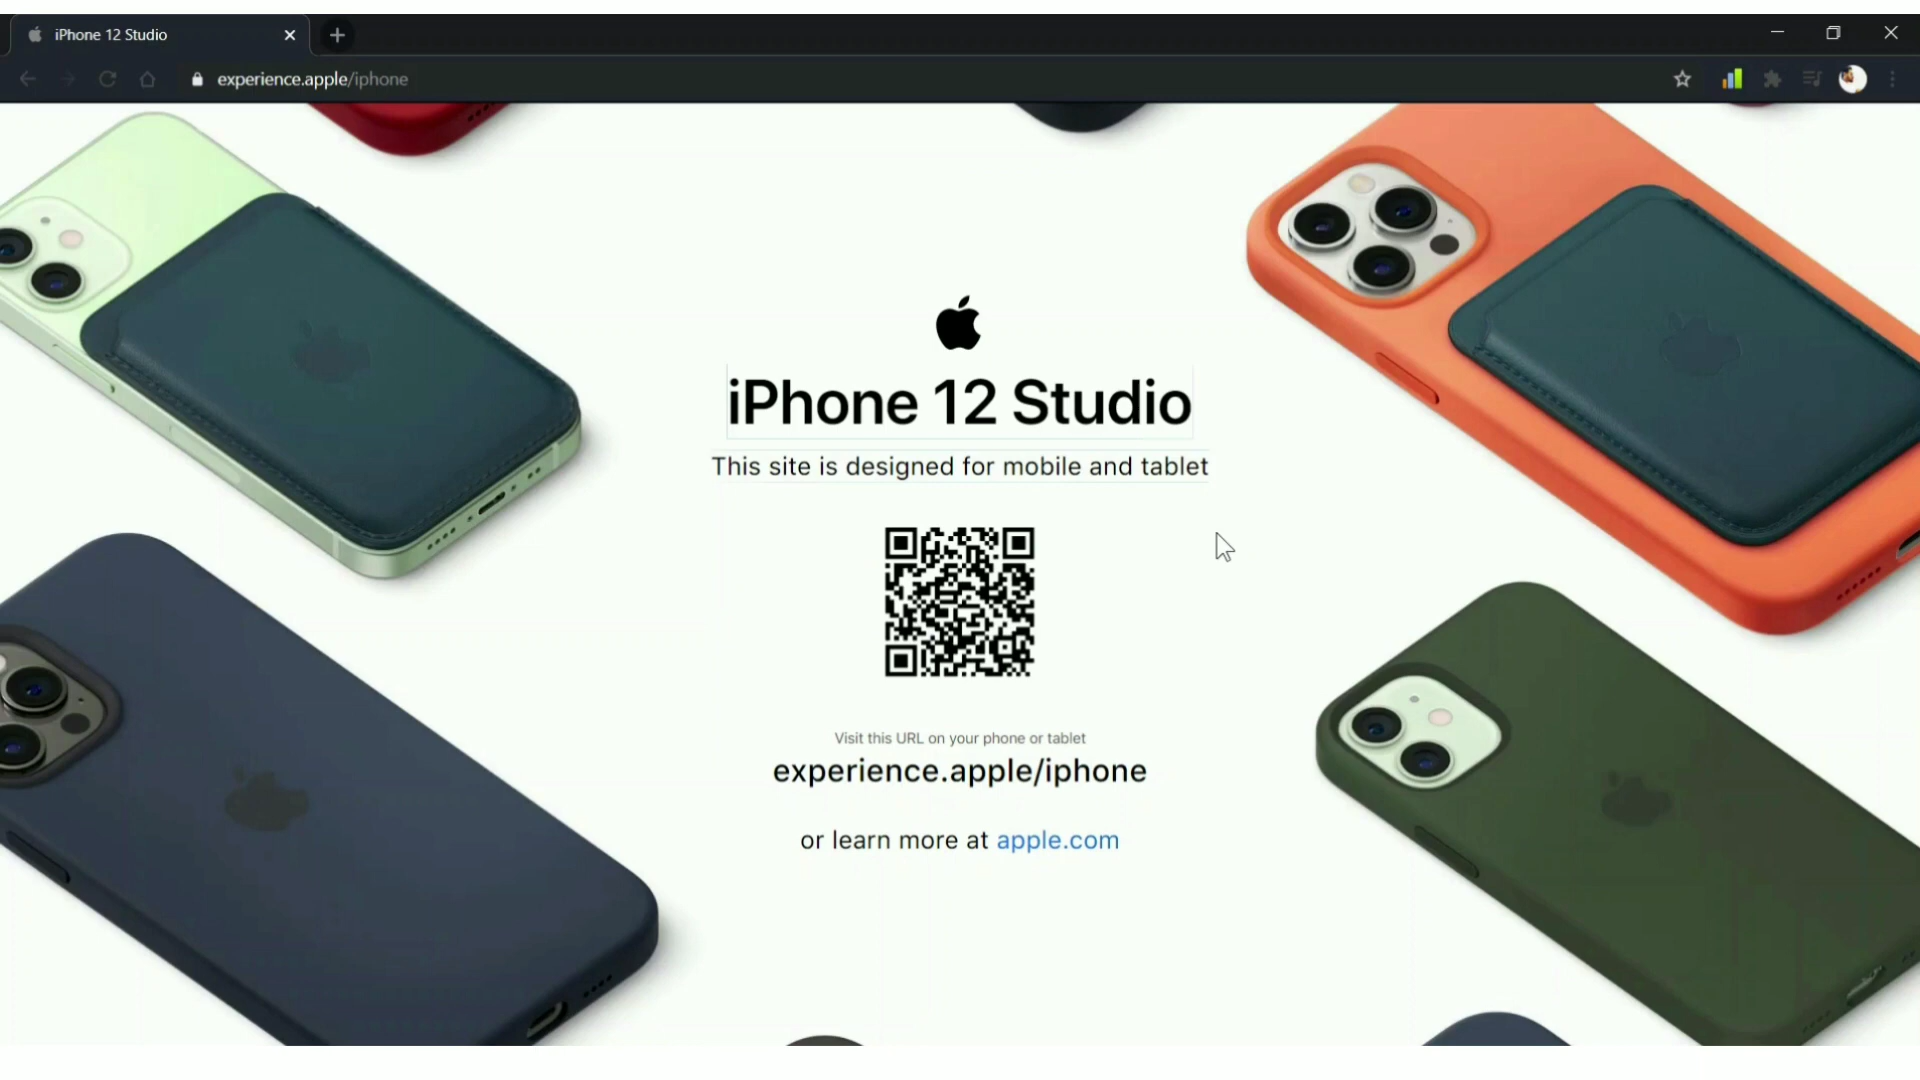 iPhone 12 Studio
experience.apple/iphone
iPhone 12 Studio
This site is designed for mobile and tablet
Visit this URL on your phone or tablet
experience.apple/iphone
or learn more at apple.com